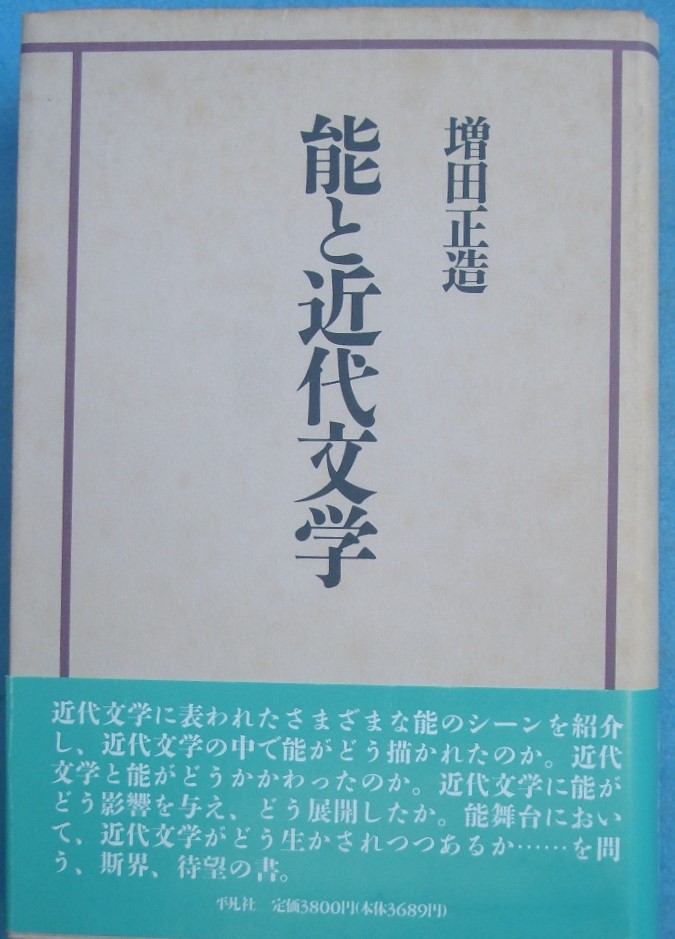 増田正造
能と近代文学
近代文学に表われたさまざまな能のシーンを紹介
し、近代文学の中で能がどう描かれたのか。近代
文学と能がどうかかわったのか。近代文学に能が
どう影響を与え、どう展開したか。能舞台におい
て、近代文学がどう生かされつつあるか……を問
う、斯界、待望の書。
平凡社 定価3800円(本体3689円)